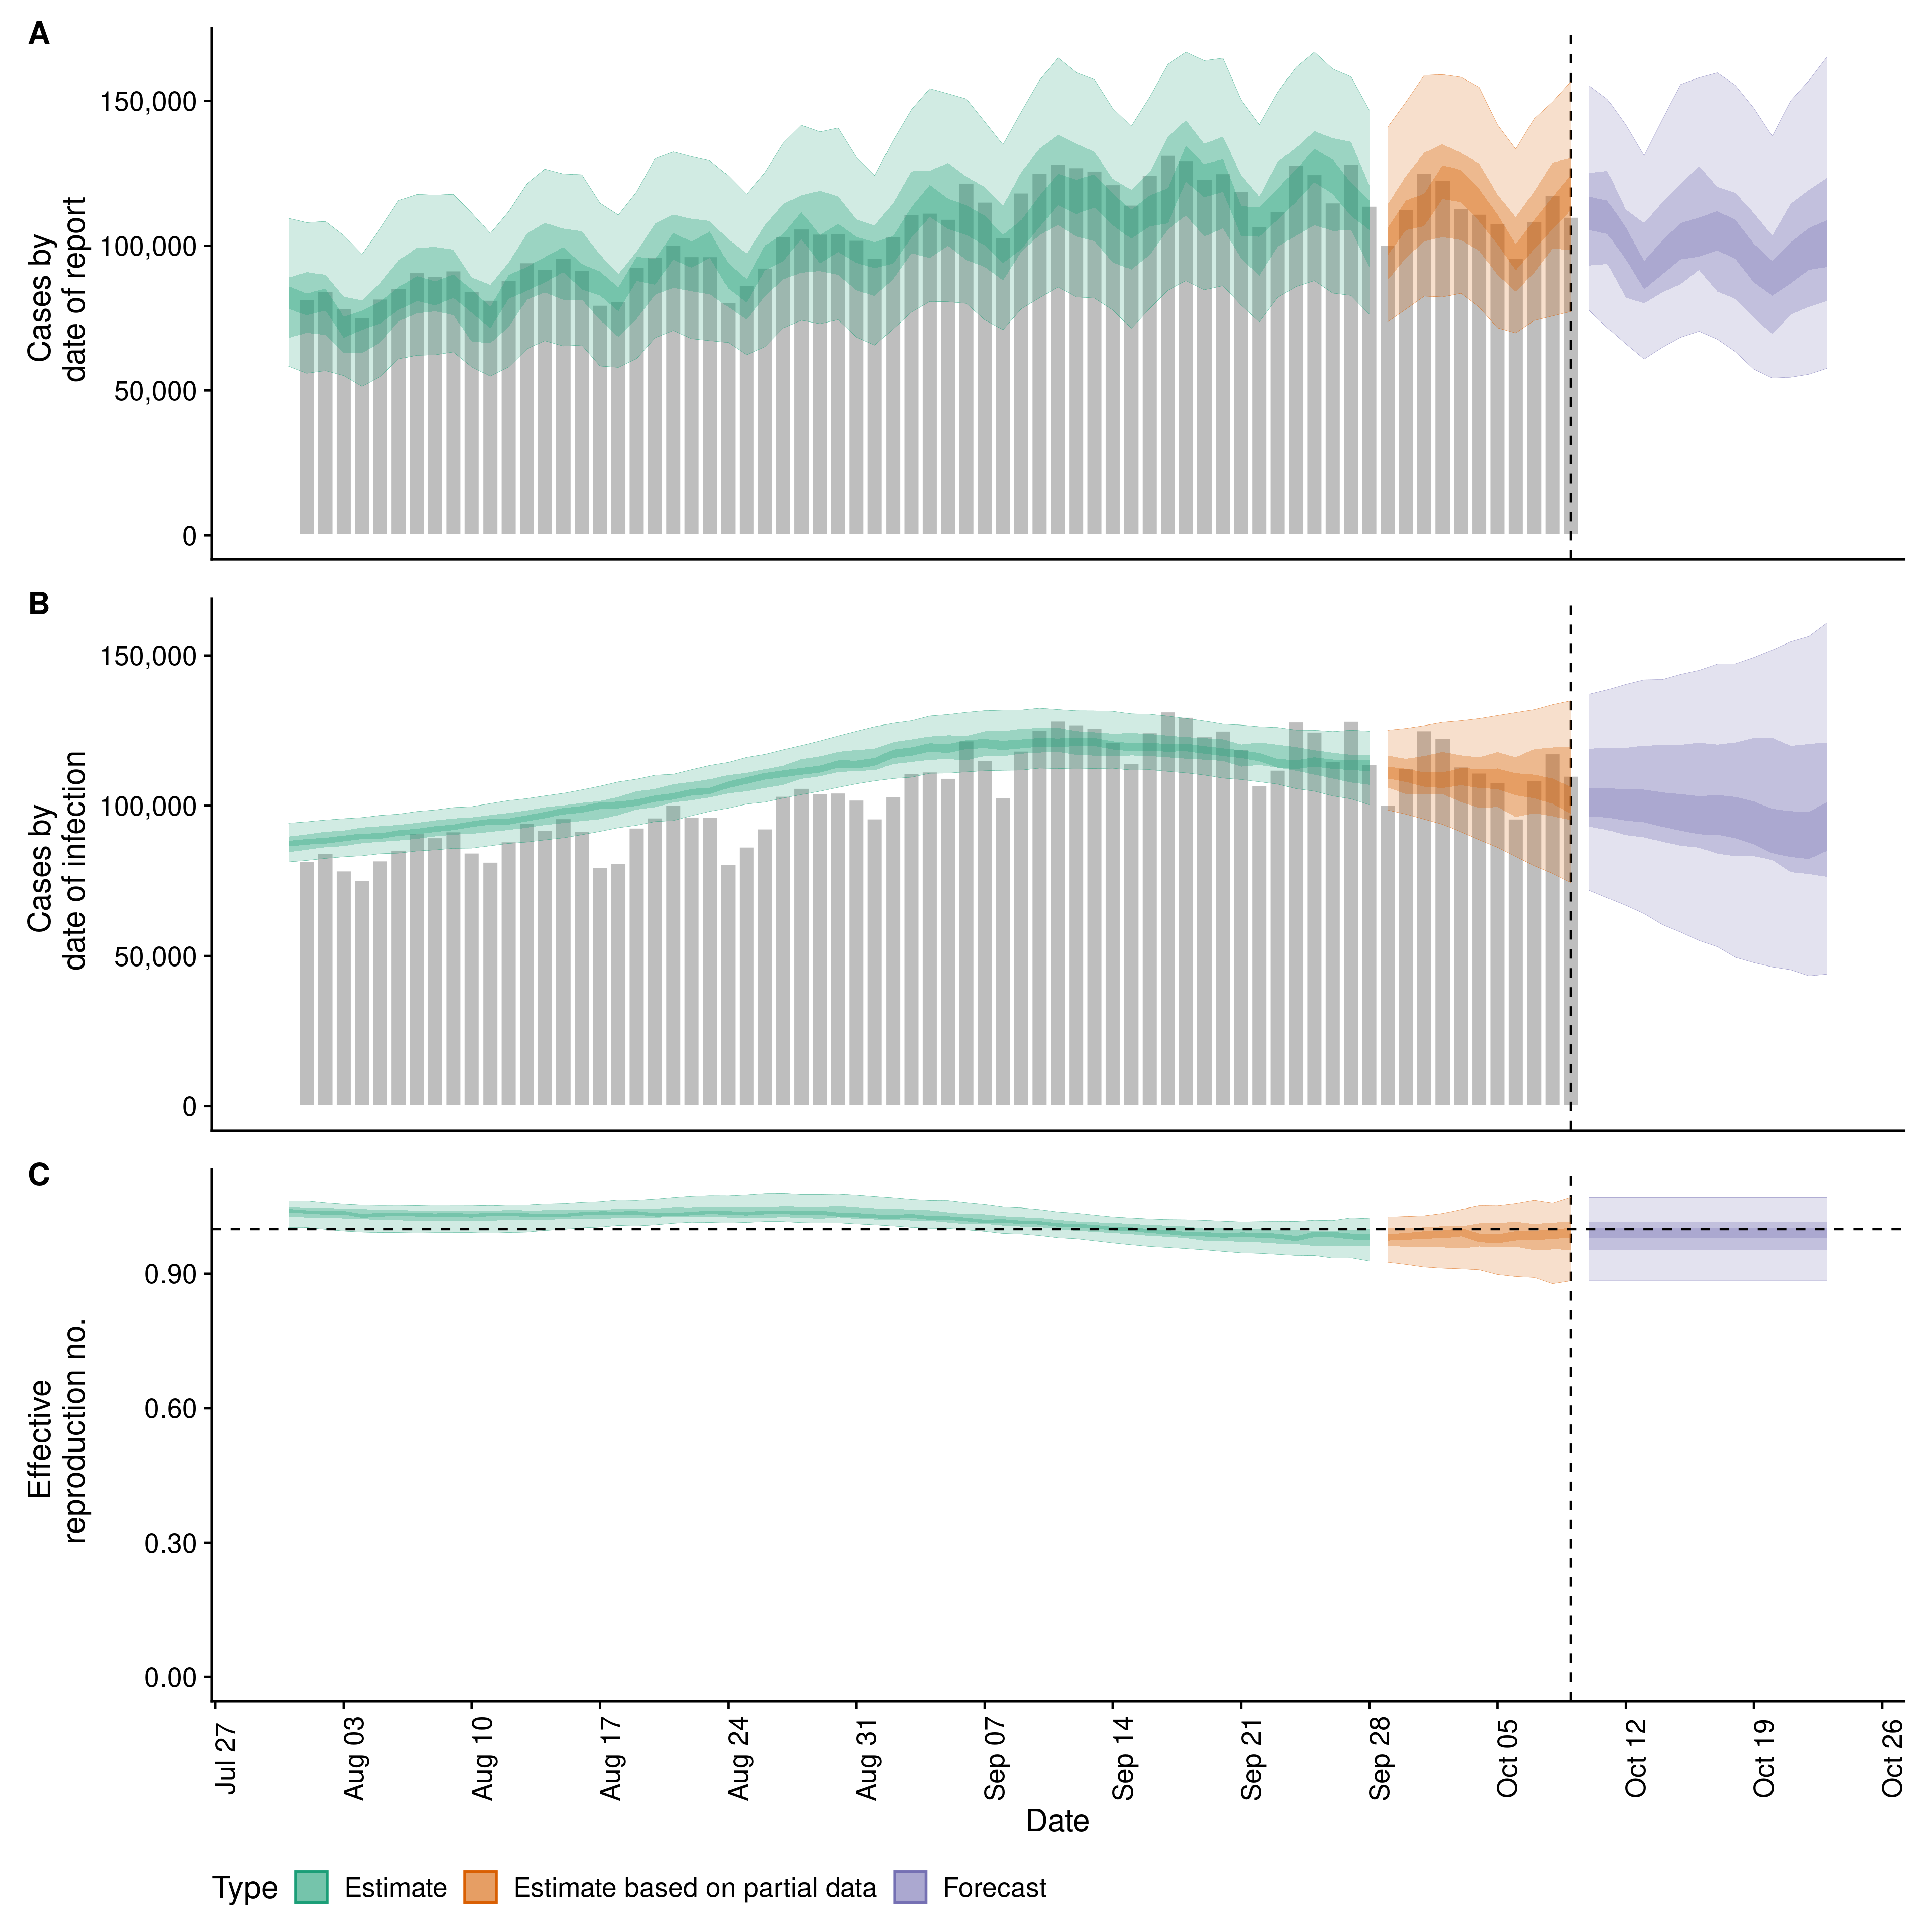 A
150,000
100,000
50,000
0
Cases by
date of report
B
150,000
100,000
50,000
0
Cases by
date of infection
C
0.90
0.60
0.30
0.00
Effective
reproduction no.
Jul 27
Aug 03
Aug 10
Aug 17
Aug 24
Aug 31
Sep 07
Sep 14
Sep 21
Sep 28
Oct 05
Oct 12
Oct 19
Oct 26
Date
Type Estimate Estimate based on partial data Forecast